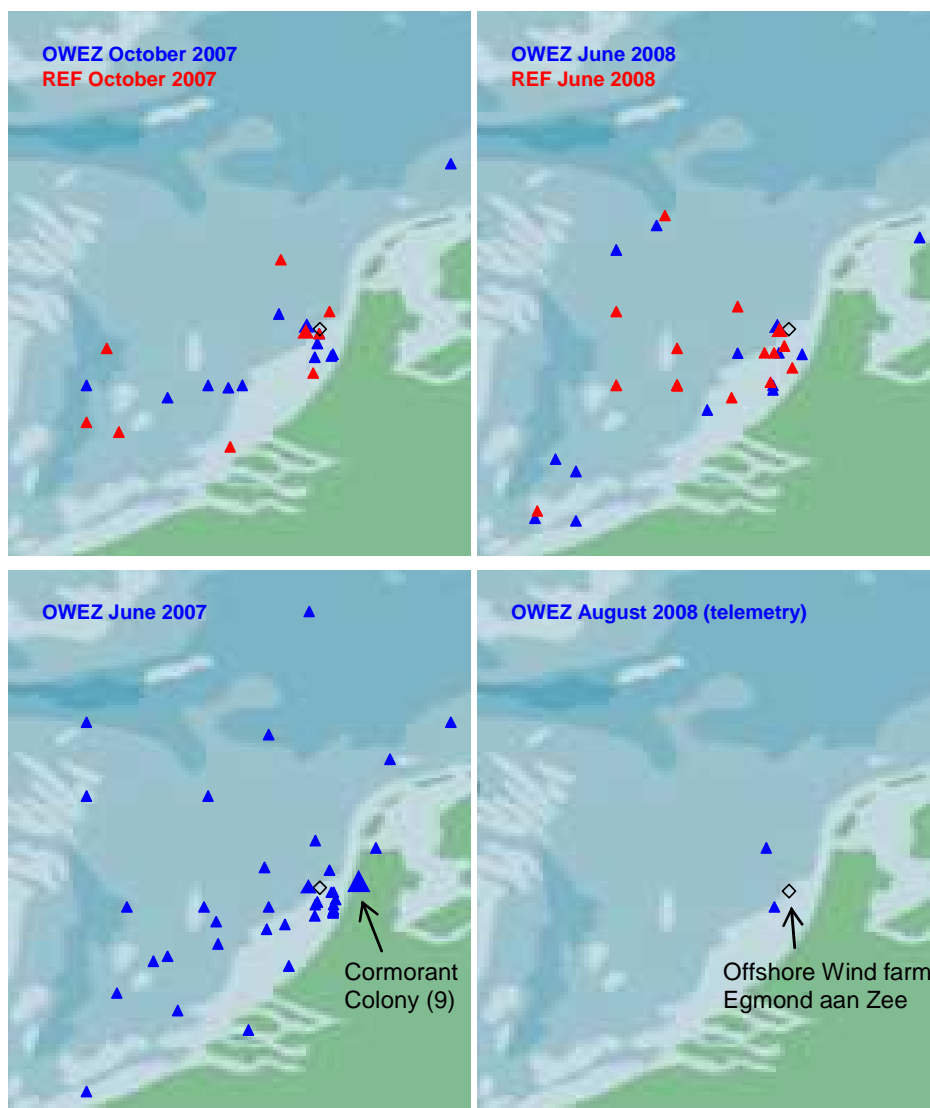 OWEZ October 2007
REF October 2007
OWEZ June 2008
REF June 2008
OWEZ June 2007
Cormorant
Colony (9)
OWEZ August 2008 (telemetry)
Offshore Wind farm
Egmond aan Zee